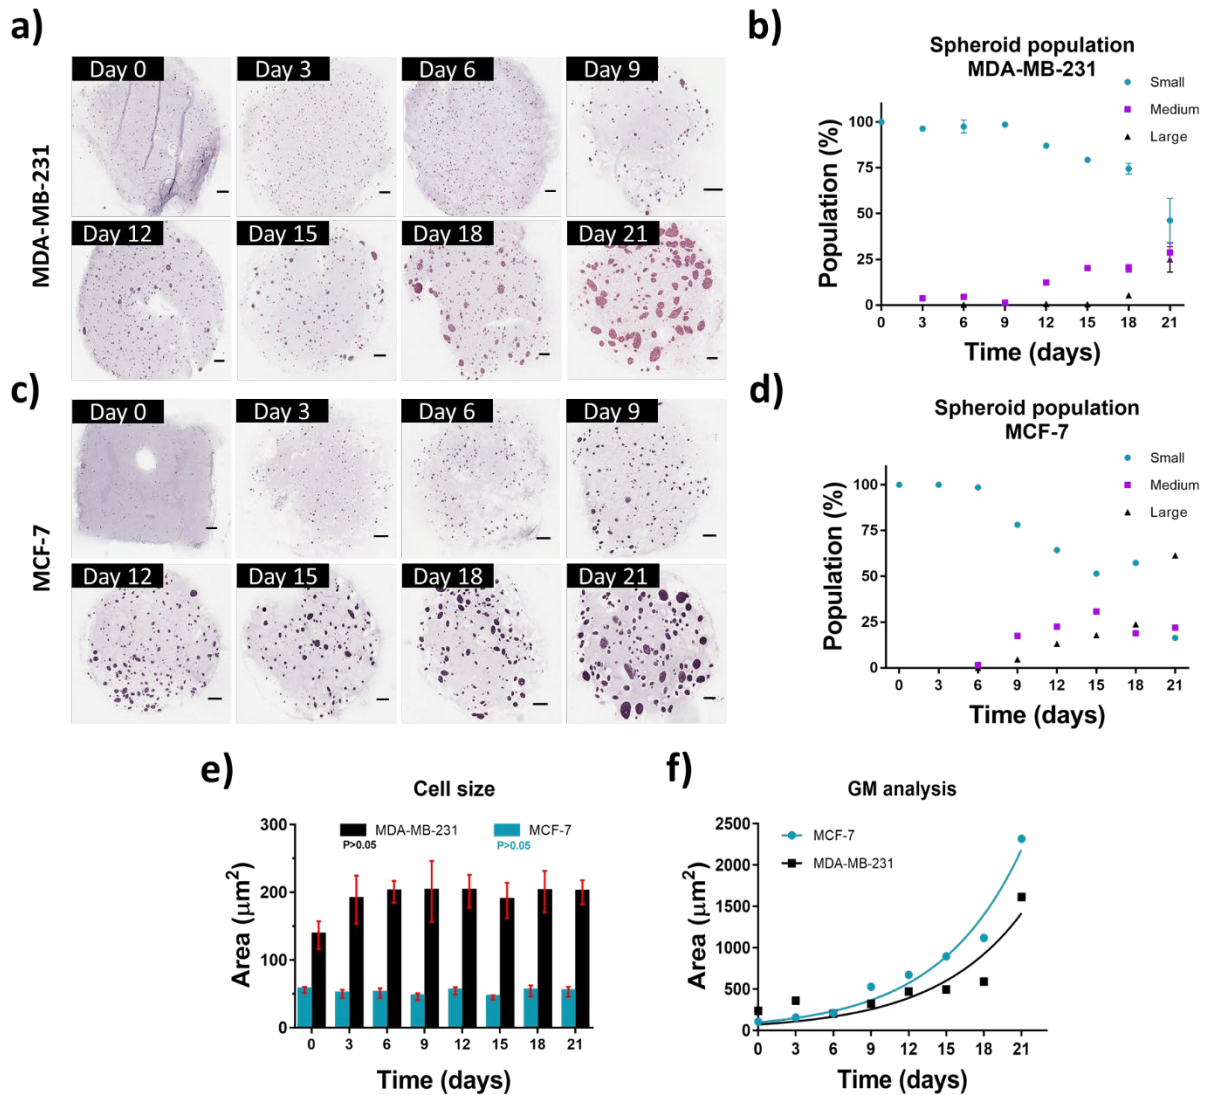 a)
MDA-MB-231
Day 0
Day 3
Day 6
Day 9
Day 12
Day 15
Day 18
Day 21
b)
Spheroid population
MDA-MB-231
Small
Medium
Large
Population (%)
100
75
50
25
0
0 3 6 9 12 15 18 21
Time (days)
c)
MCF-7
Day 0
Day 3
Day 6
Day 9
Day 12
Day 15
Day 18
Day 21
d)
Spheroid population
MCF-7
Small
Medium
Large
Population (%)
100
75
50
25
0
0 3 6 9 12 15 18 21
Time (days)
e)
Cell size
MDA-MB-231
P>0.05
MCF-7
P>0.05
Area (μm²)
300
200
100
0
0 3 6 9 12 15 18 21
Time (days)
f)
GM analysis
MCF-7
MDA-MB-231
Area (μm²)
2500
2000
1500
1000
500
0
0 3 6 9 12 15 18 21
Time (days)